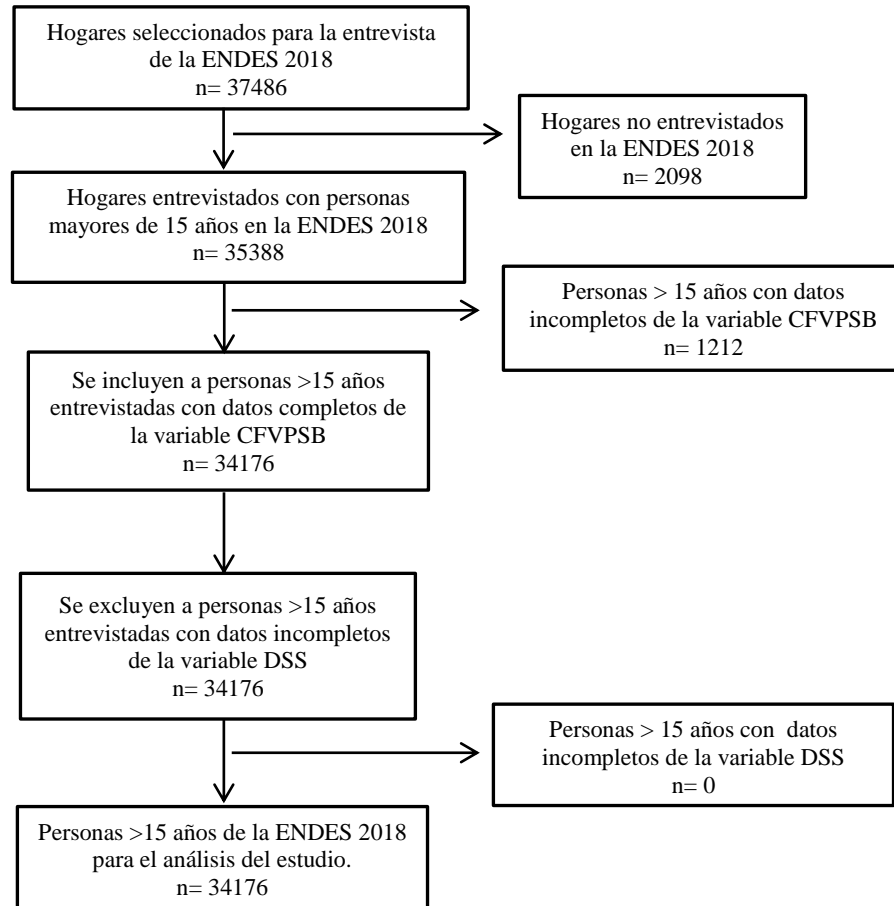 Hogares seleccionados para la entrevista
de la ENDES 2018
n= 37486
Hogares no entrevistados
en la ENDES 2018
n= 2098
Hogares entrevistados con personas
mayores de 15 años en la ENDES 2018
n= 35388
Personas > 15 años con datos
incompletos de la variable CFVPSB
n= 1212
Se incluyen a personas >15 años
entrevistadas con datos completos de
la variable CFVPSB
n= 34176
Se excluyen a personas >15 años
entrevistadas con datos incompletos
de la variable DSS
n= 34176
Personas > 15 años con datos
incompletos de la variable DSS
n= 0
Personas >15 años de la ENDES 2018
para el análisis del estudio.
n= 34176